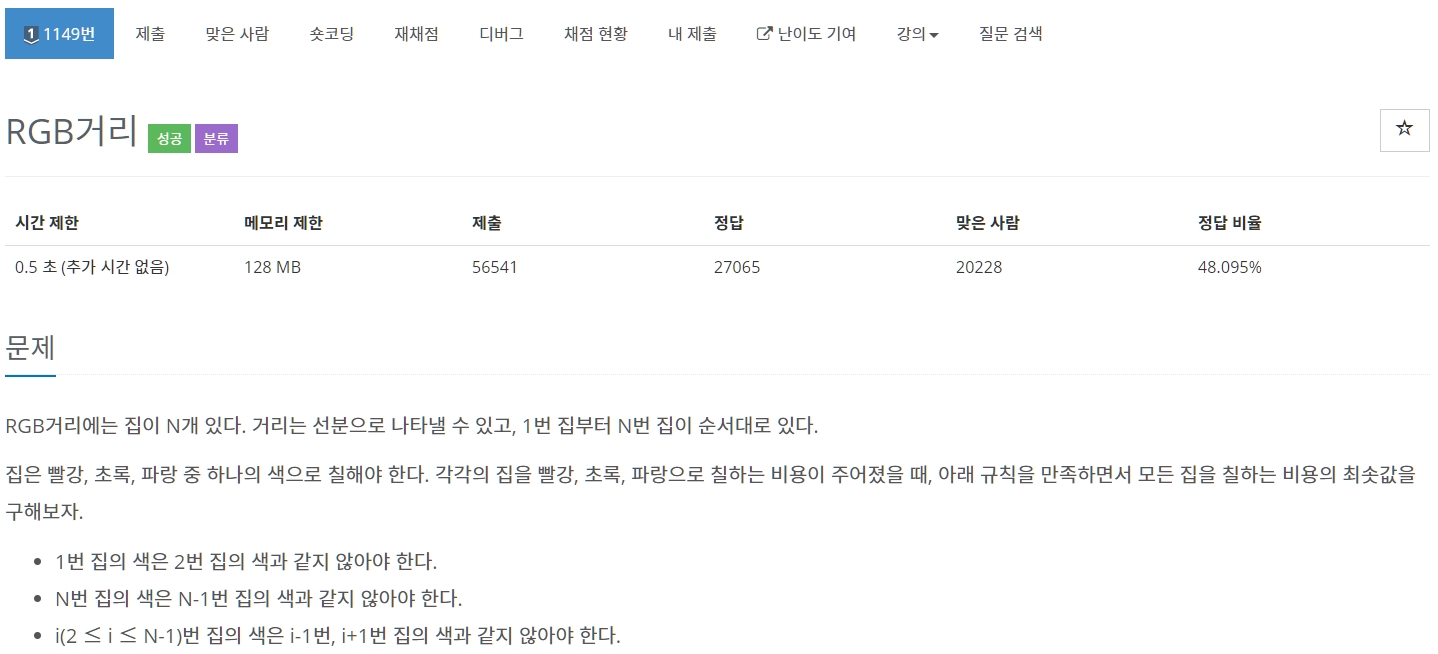 1 1149번 제출 맞은 사람 숏코딩 재채점 디버그 채점 현황 내 제출 난이도 기여 강의 질문 검색
RGB거리 성공 분류
시간 제한 메모리 제한 제출 정답 맞은 사람 정답 비율
0.5 초 (추가 시간 없음) 128 MB 56541 27065 20228 48.095%
문제
RGB거리에는 집이 N개 있다. 거리는 선분으로 나타낼 수 있고, 1번 집부터 N번 집이 순서대로 있다.
집은 빨강, 초록, 파랑 중 하나의 색으로 칠해야 한다. 각각의 집을 빨강, 초록, 파랑으로 칠하는 비용이 주어졌을 때, 아래 규칙을 만족하면서 모든 집을 칠하는 비용의 최솟값을
구해보자.
• 1번 집의 색은 2번 집의 색과 같지 않아야 한다.
• N번 집의 색은 N-1번 집의 색과 같지 않아야 한다.
• i(2 ≤ i ≤ N-1)번 집의 색은 i-1번, i+1번 집의 색과 같지 않아야 한다.